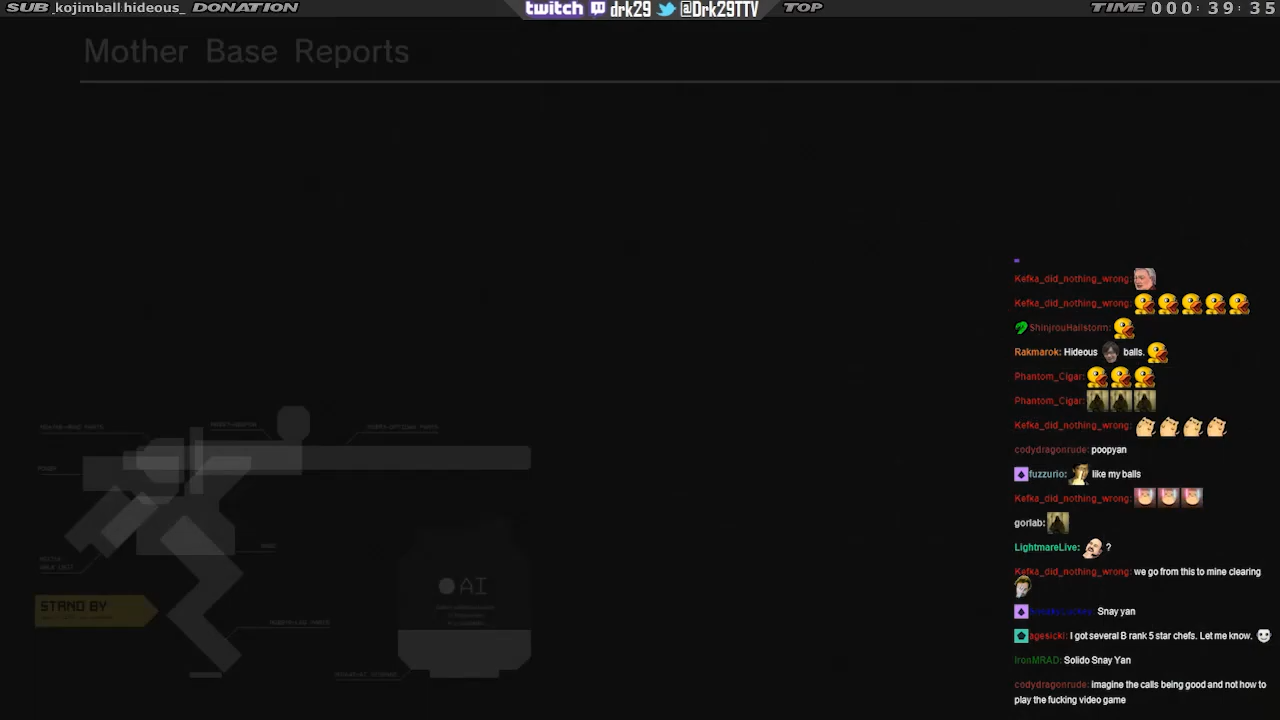 SUB _kojimball:hideous_ DONATION
twitch drk29 @Drk29TTV
TOP
TIME 000:39:35
Mother Base Reports
Kefka_did_nothing_wrong:
Kefka_did_nothing_wrong:
ShinjrouHailstorm:
Rakmarok: Hideous balls.
Phantom_Cigar:
Phantom_Cigar:
Kefka_did_nothing_wrong:
codydragonrude: poopyan
fuzzurio: like my balls
Kefka_did_nothing_wrong:
gorlab:
LightmareLive: ?
Kefka_did_nothing_wrong: we go from this to mine clearing
Snay yan
agesicki: I got several B rank 5 star chefs. Let me know.
IronMRAD: Solido Snay Yan
codydragonrude: imagine the calls being good and not how to
play the fucking video game
AI
STAND BY